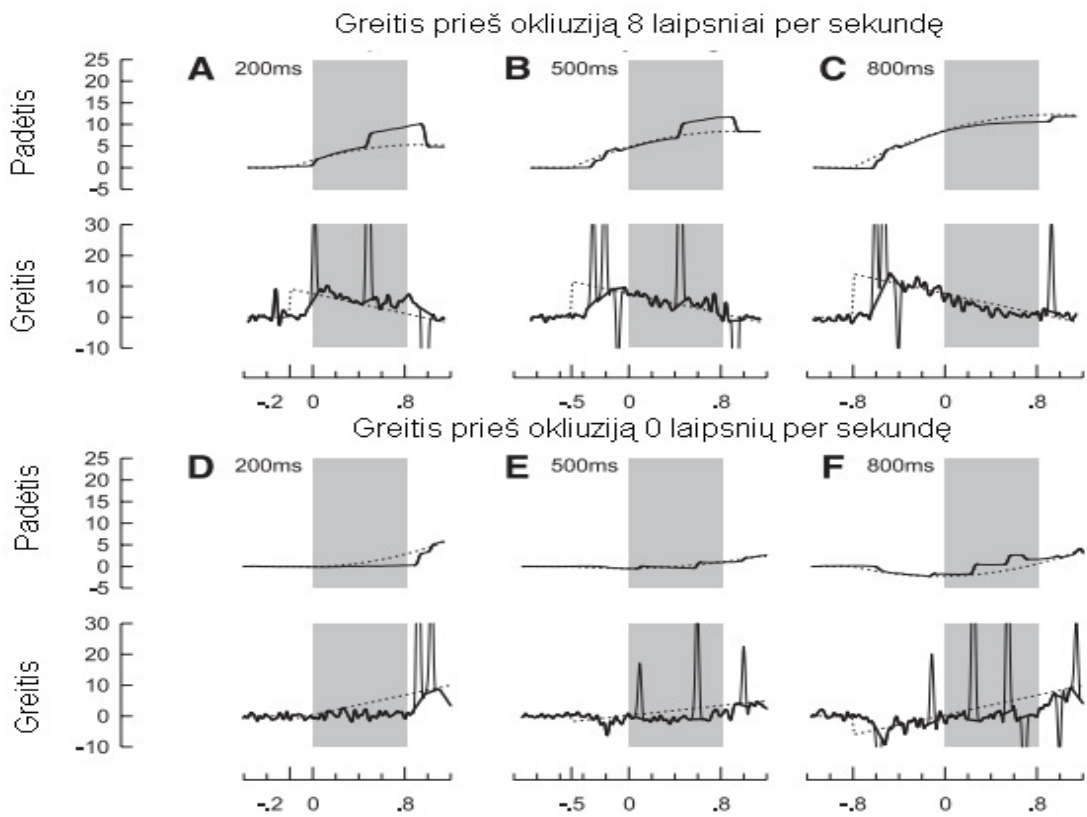 Greitis prieš okliuziją 8 laipsniai per sekundę
A 200ms B 500ms C 800ms
Padėtis
25
20
15
10
5
0
-5
Greitis
30
20
10
0
-10
-.2 0 .8 -.5 0 .8 -.8 0 .8
Greitis prieš okliuziją 0 laipsnių per sekundę
D 200ms E 500ms F 800ms
Padėtis
25
20
15
10
5
0
-5
Greitis
30
20
10
0
-10
-.2 0 .8 -.5 0 .8 -.8 0 .8